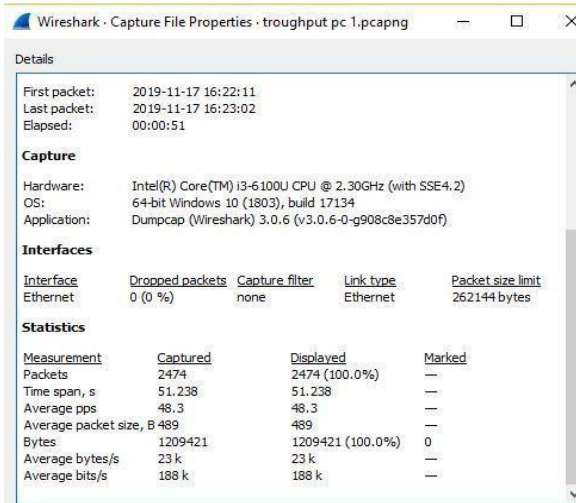 Wireshark · Capture File Properties · troughput pc 1.pcapng
Details
First packet: 2019-11-17 16:22:11
Last packet: 2019-11-17 16:23:02
Elapsed: 00:00:51
Capture
Hardware: Intel(R) Core(TM) i3-6100U CPU @ 2.30GHz (with SSE4.2)
OS: 64-bit Windows 10 (1803), build 17134
Application: Dumpcap (Wireshark) 3.0.6 (v3.0.6-0-g908c8e357d0f)
Interfaces
Interface Dropped packets Capture filter Link type Packet size limit
Ethernet 0 (0 %) none Ethernet 262144 bytes
Statistics
Measurement Captured Displayed Marked
Packets 2474 2474 (100.0%) —
Time span, s 51.238 51.238 —
Average pps 48.3 48.3 —
Average packet size, B 489 489 —
Bytes 1209421 1209421 (100.0%) 0
Average bytes/s 23 k 23 k —
Average bits/s 188 k 188 k —